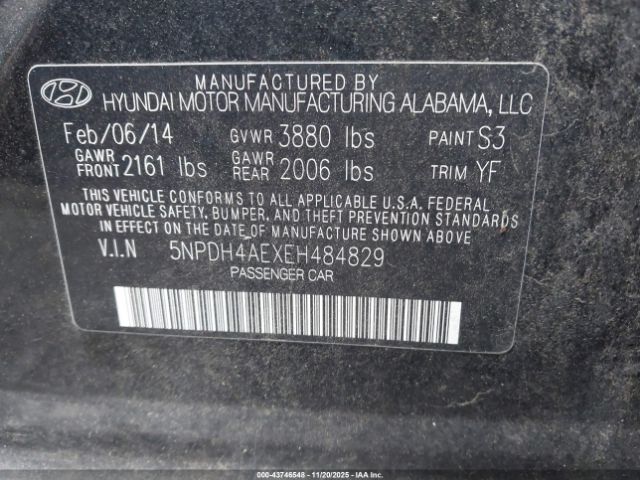 MANUFACTURED BY
HYUNDAI MOTOR MANUFACTURING ALABAMA, LLC
Feb/06/14 GVWR 3880 lbs PAINT S3
GAWR FRONT 2161 lbs GAWR REAR 2006 lbs TRIM YF
THIS VEHICLE CONFORMS TO ALL APPLICABLE U.S.A. FEDERAL
MOTOR VEHICLE SAFETY, BUMPER, AND THEFT PREVENTION STANDARDS
IN EFFECT ON THE DATE OF MANUFACTURE SHOWN ABOVE
V.I.N 5NPDH4AEXEH484829
PASSENGER CAR
000-43746548 - 11/20/2025 - IAA Inc.